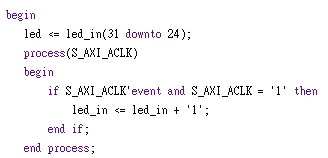 begin
led <= led_in(31 downto 24);
process(S_AXI_ACLK)
begin
if S_AXI_ACLK'event and S_AXI_ACLK = '1' then
led_in <= led_in + '1';
end if;
end process;